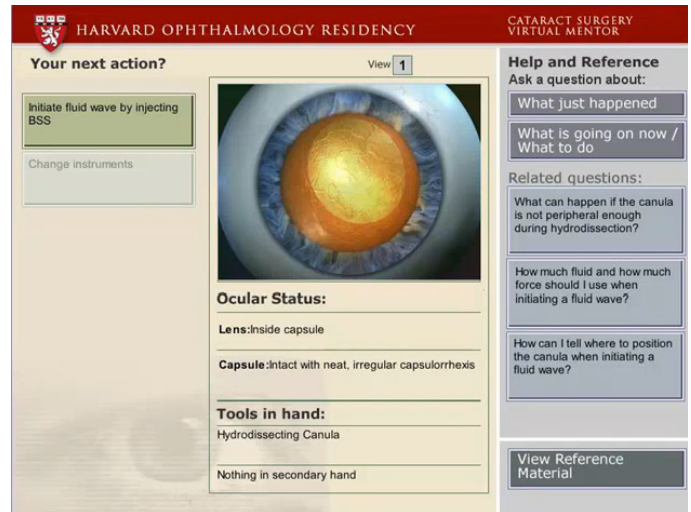 HARVARD OPHTHALMOLOGY RESIDENCY
CATARACT SURGERY
VIRTUAL MENTOR
Your next action?
Initiate fluid wave by injecting
BSS
Change instruments
View 1
Ocular Status:
Lens:Inside capsule
Capsule:Intact with neat, irregular capsulorrhexis
Tools in hand:
Hydrodissecting Canula
Nothing in secondary hand
Help and Reference
Ask a question about:
What just happened
What is going on now /
What to do
Related questions:
What can happen if the canula
is not peripheral enough
during hydrodissection?
How much fluid and how much
force should I use when
initiating a fluid wave?
How can I tell where to position
the canula when initiating a
fluid wave?
View Reference
Material